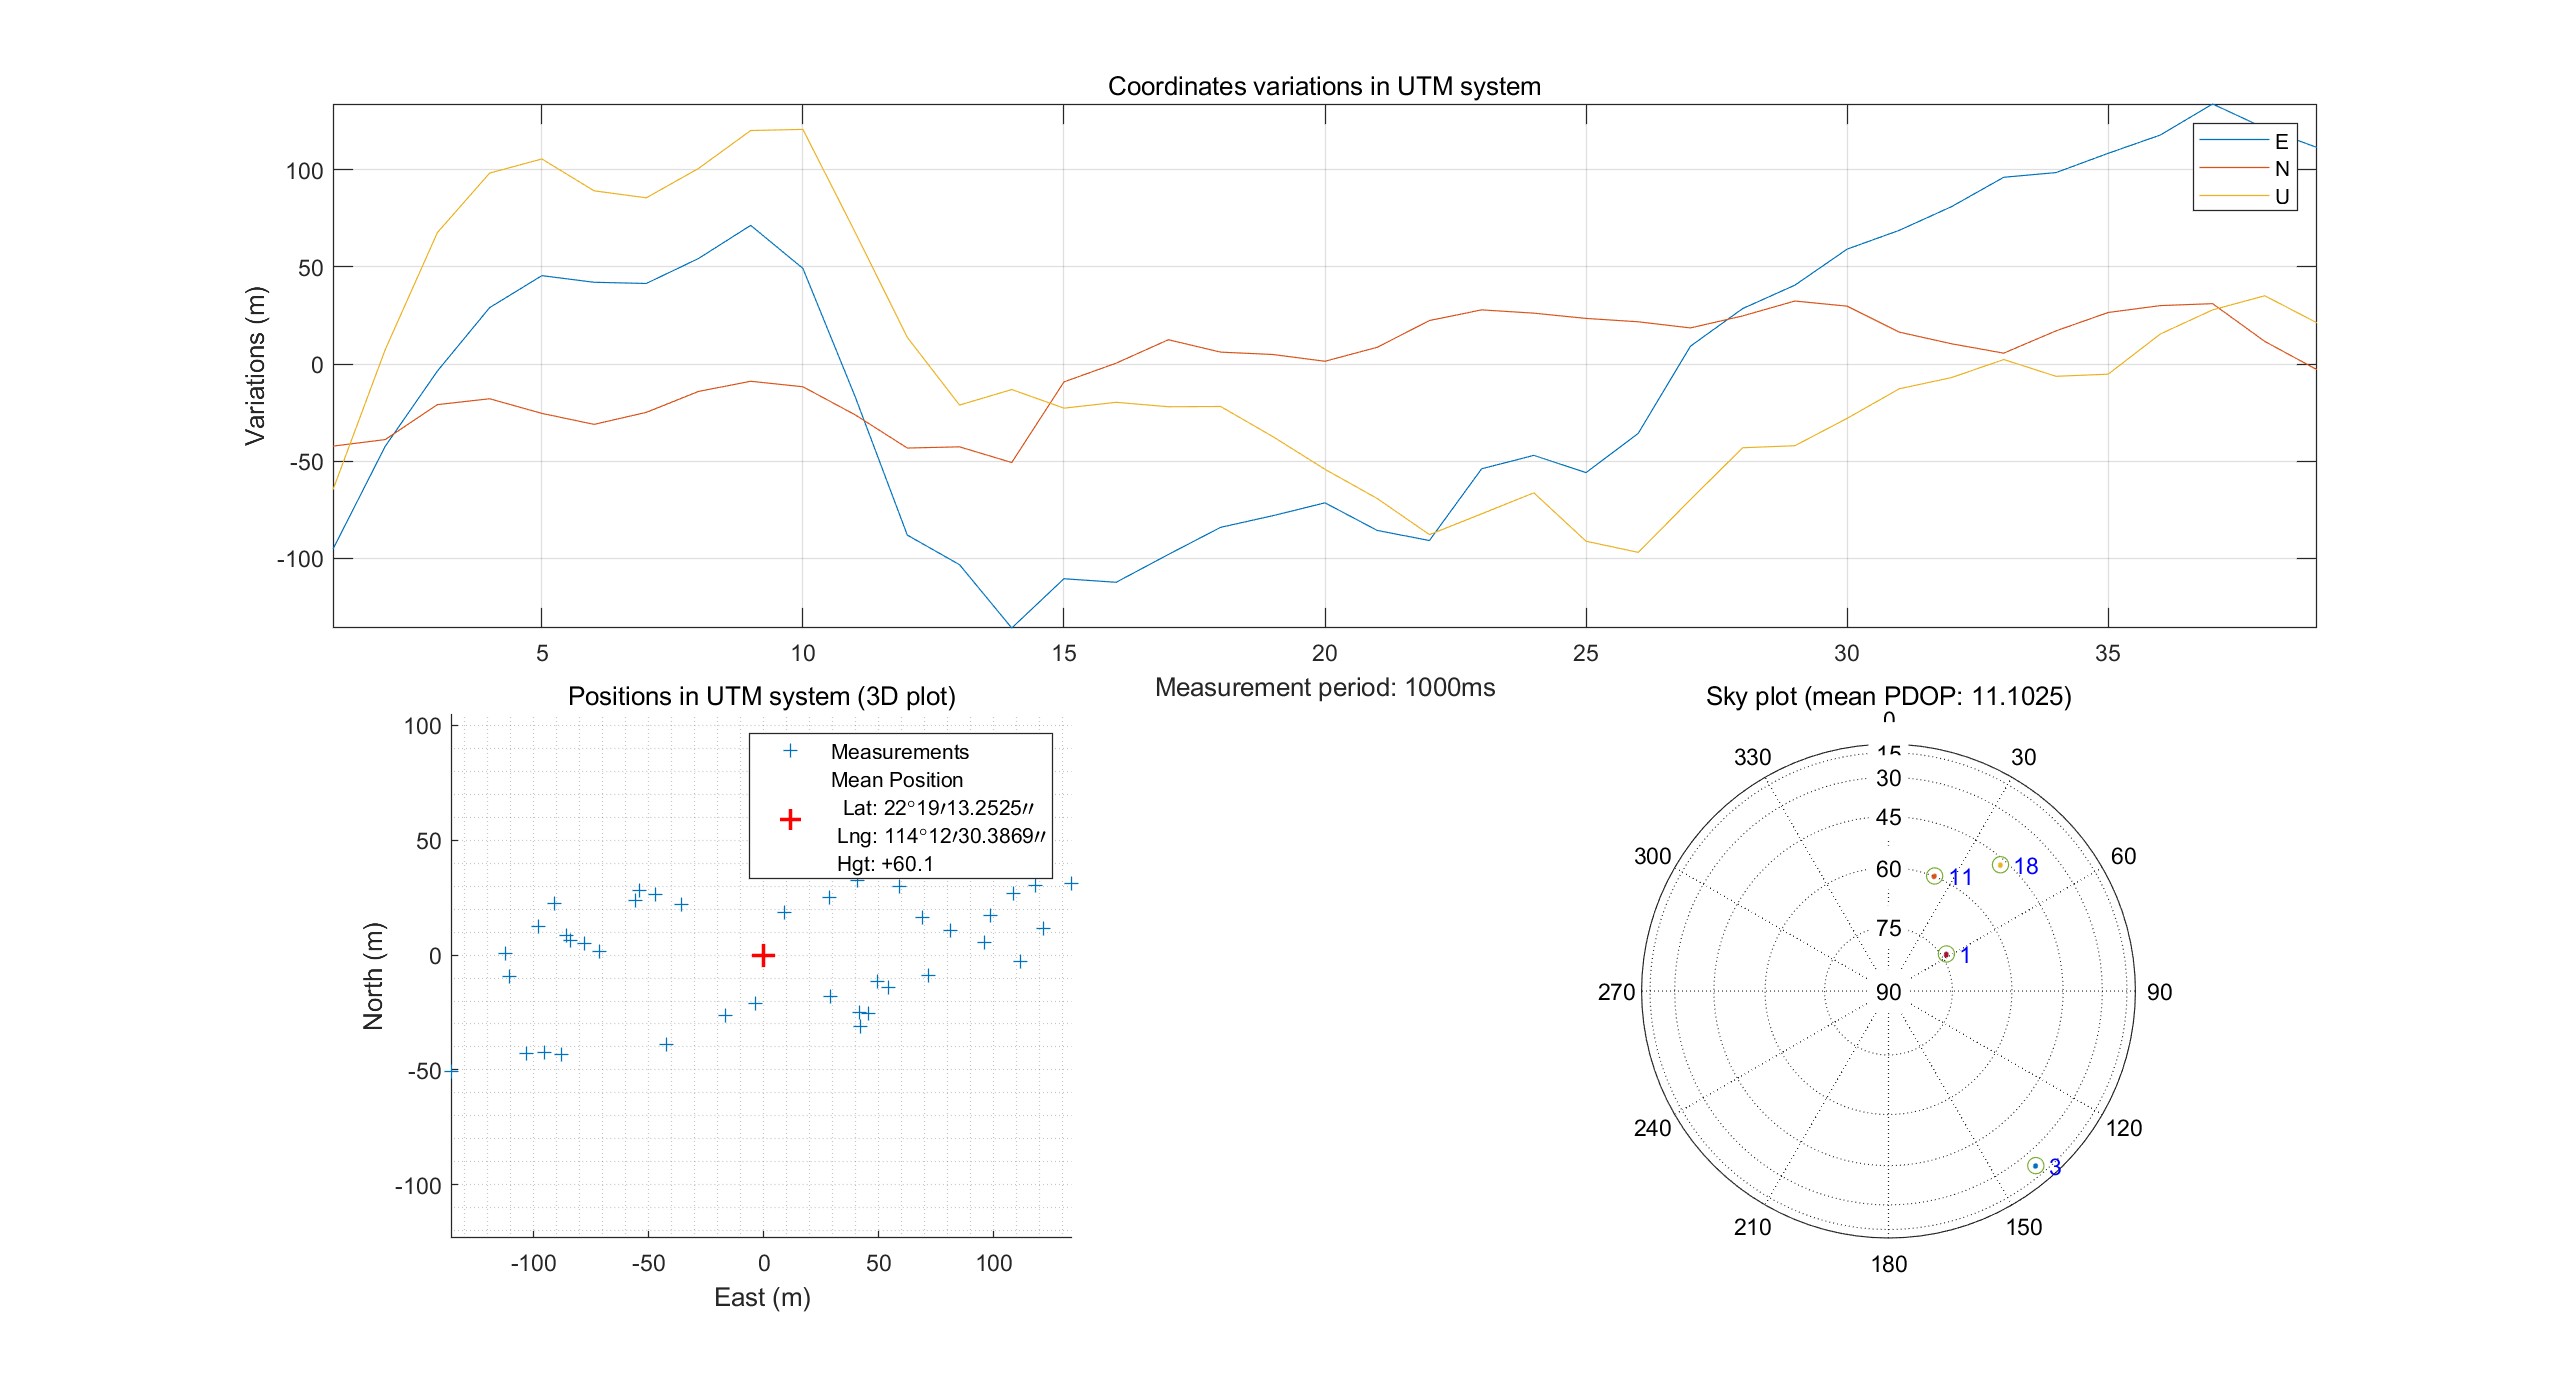 Coordinates variations in UTM system
Variations (m)
100
50
0
-50
-100
E
N
U
5
10
15
20
25
30
35
Measurement period: 1000ms
Positions in UTM system (3D plot)
North (m)
100
50
0
-50
-100
Measurements
Mean Position
Lat: 22°19′13.2525″
Lng: 114°12′30.3869″
Hgt: +60.1
-100
-50
0
50
100
East (m)
Sky plot (mean PDOP: 11.1025)
0
330
15
30
30
45
300
60
60
11
18
75
1
270
90
90
3
240
120
210
150
180